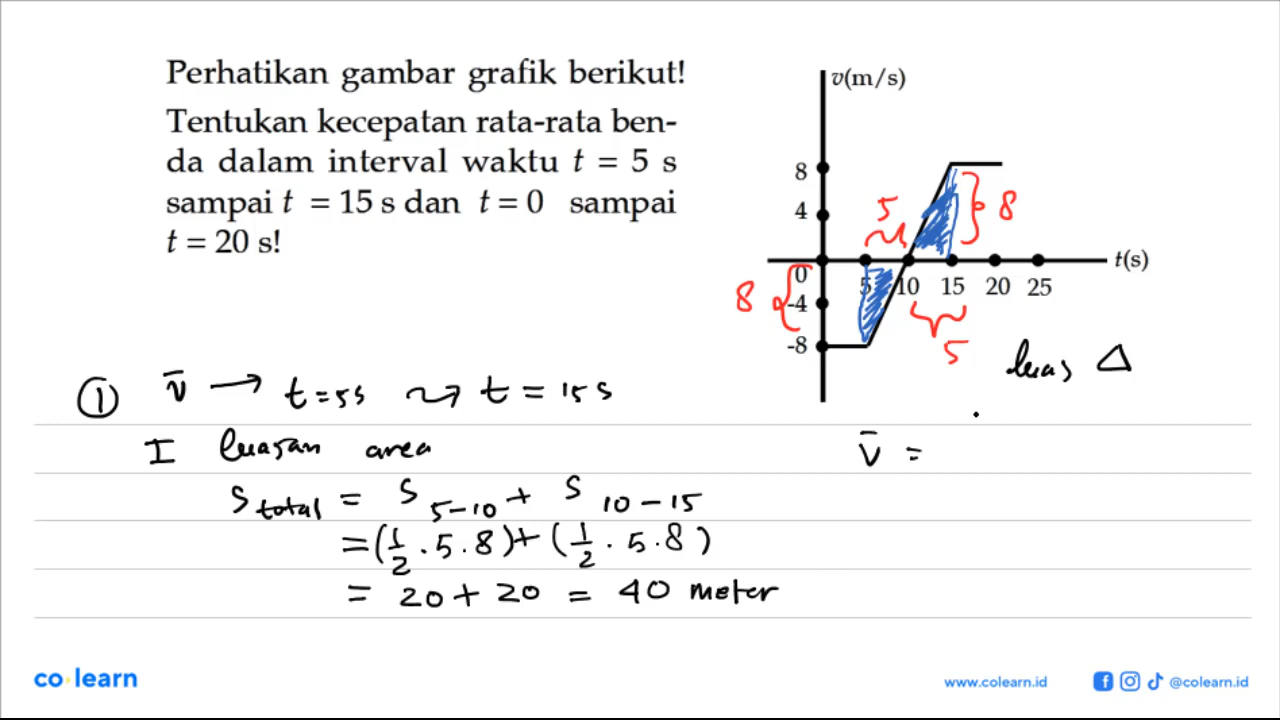 Perhatikan gambar grafik berikut!
Tentukan kecepatan rata-rata ben-
da dalam interval waktu t = 5 s
sampai t = 15 s dan t = 0 sampai
t = 20 s!
v(m/s)
8
4
0
-4
-8
5 10 15 20 25
t(s)
5
8
8
5
luas Δ
① v̄ → t = 5s ⇝ t = 15 s
I luasan area
v̄ =
S total = S 5-10 + S 10-15
= (1/2 . 5 . 8) + (1/2 . 5 . 8)
= 20 + 20 = 40 meter
co learn
www.colearn.id
@colearn.id